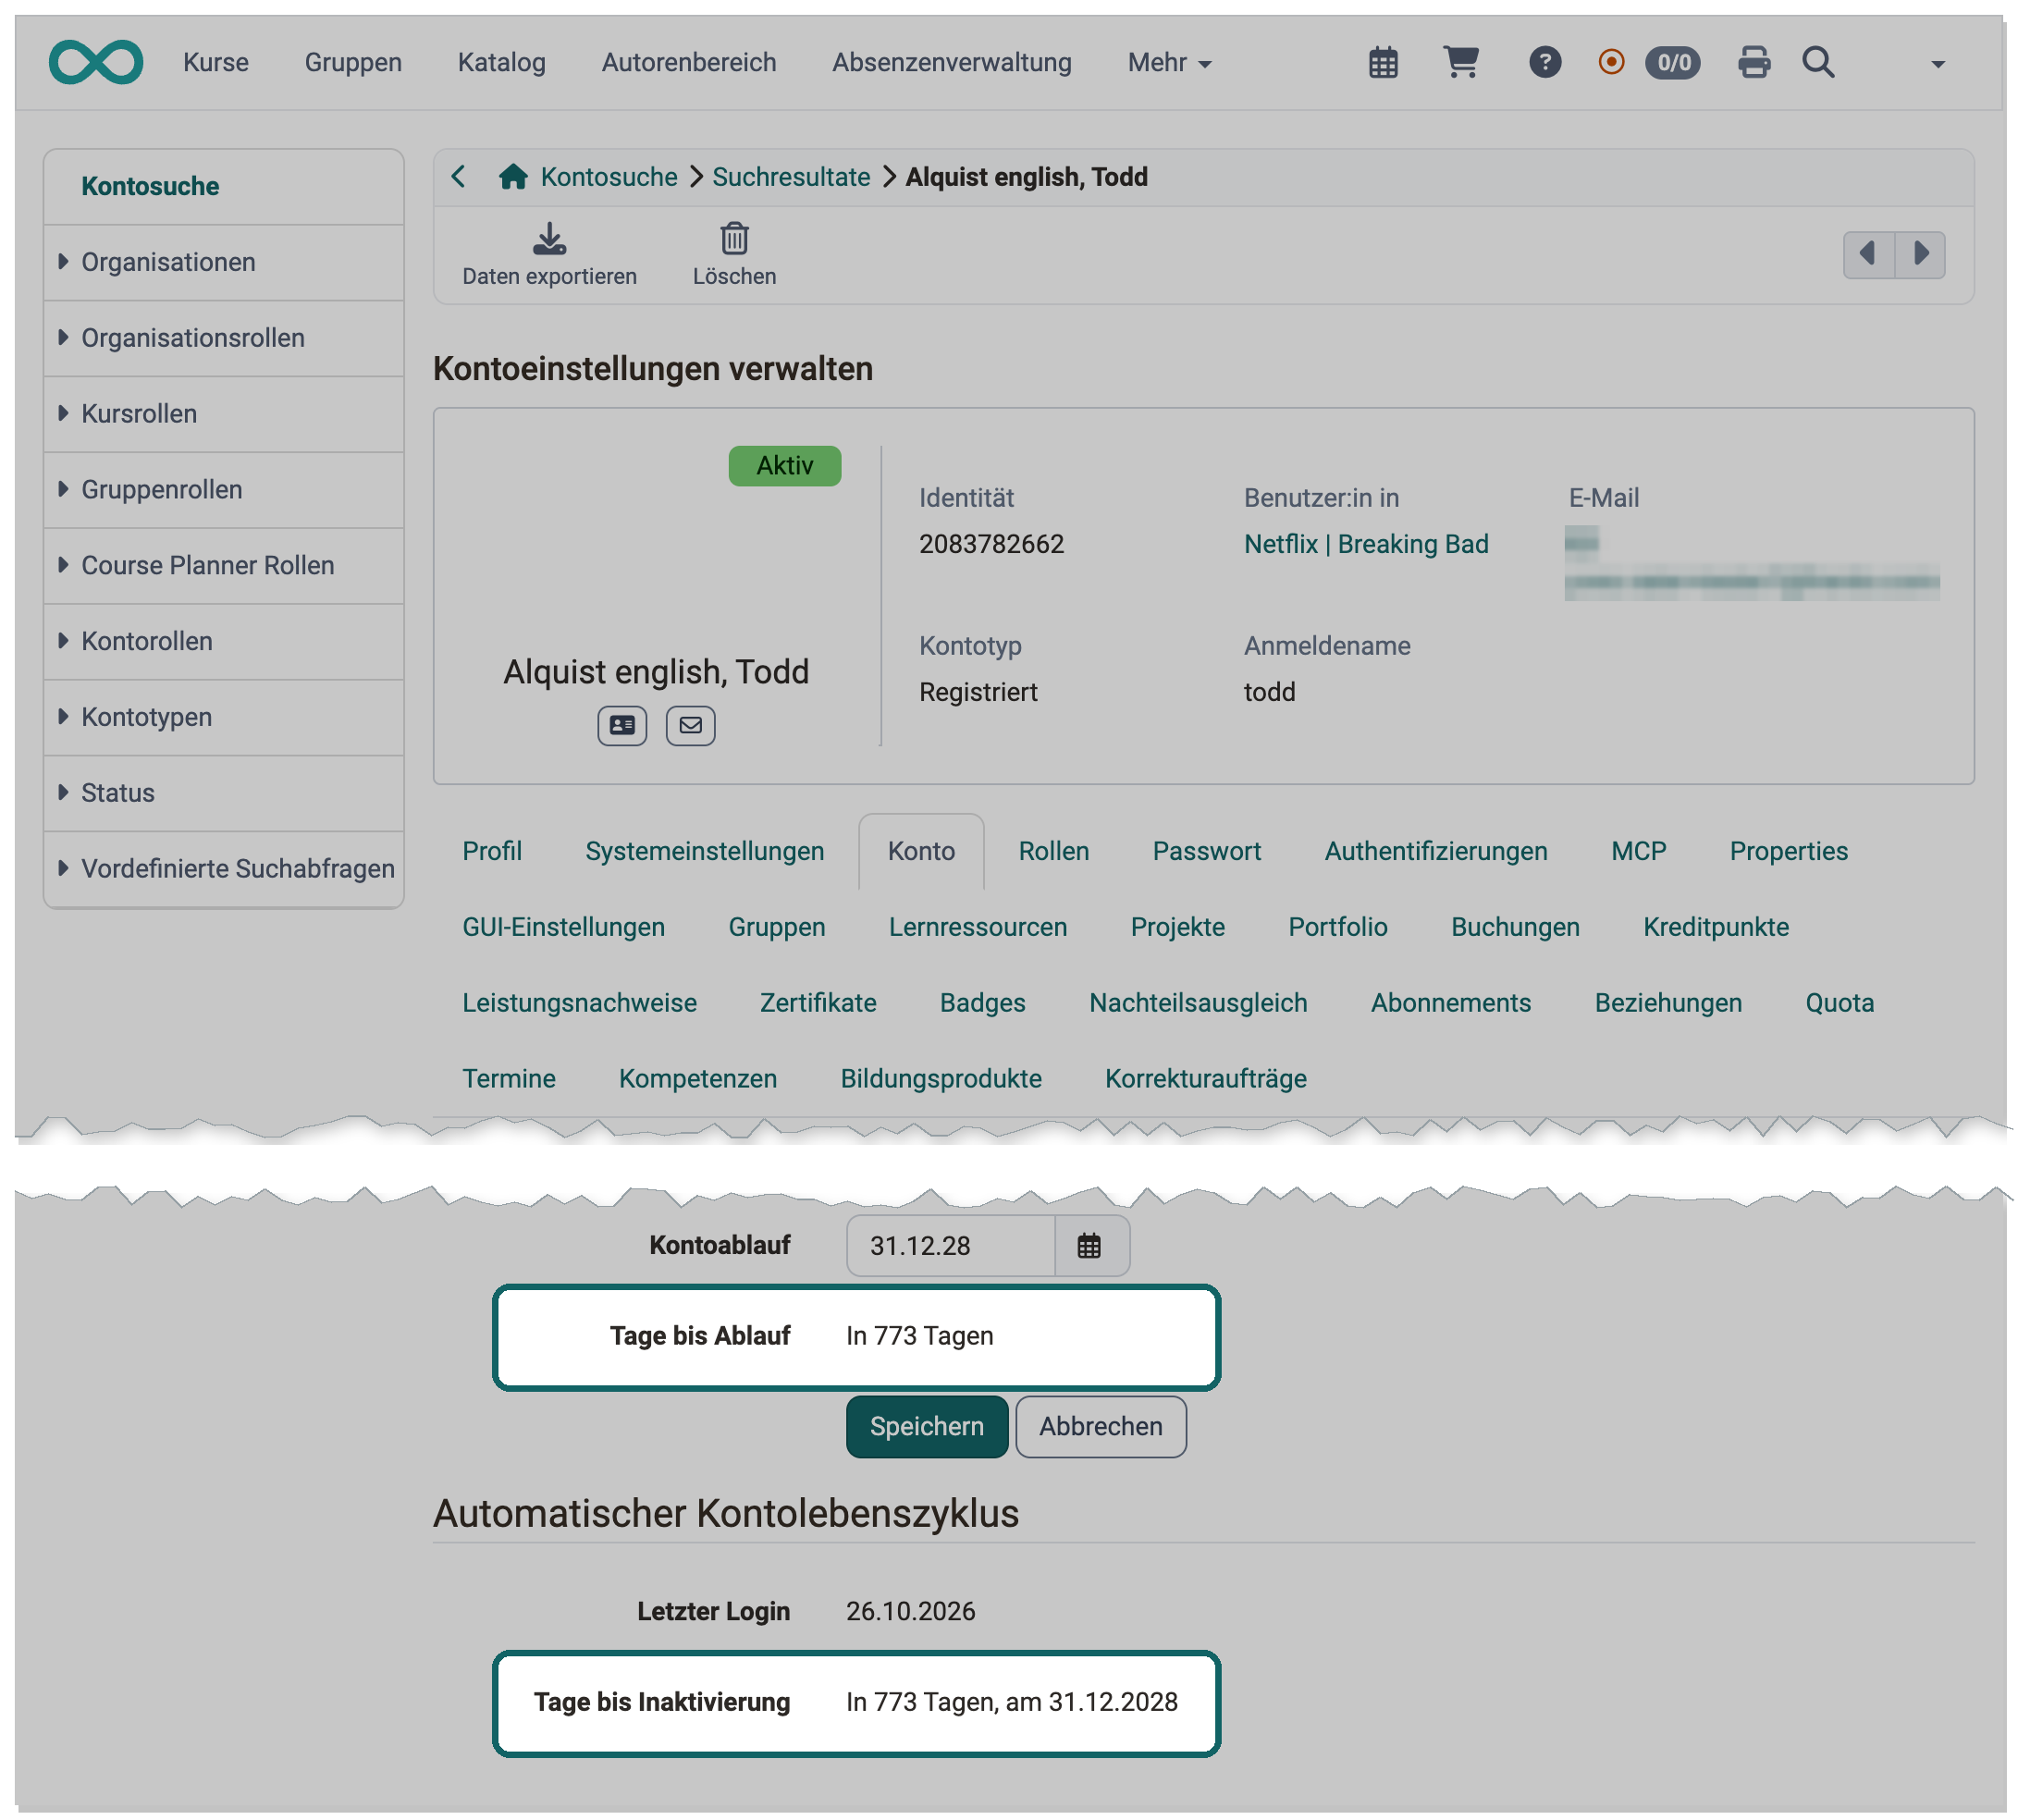 Kurse Gruppen Katalog Autorenbereich Absenzenverwaltung Mehr ? 0/0
Kontosuche
Organisationen
Organisationsrollen
Kursrollen
Gruppenrollen
Course Planner Rollen
Kontorollen
Kontotypen
Status
Vordefinierte Suchabfragen
Kontosuche Suchresultate Alquist english, Todd
Daten exportieren Löschen
Kontoeinstellungen verwalten
Aktiv
Alquist english, Todd
Identität Benutzer:in in E-Mail
2083782662 Netflix | Breaking Bad
Kontotyp Anmeldename
Registriert todd
Profil Systemeinstellungen Konto Rollen Passwort Authentifizierungen MCP Properties
GUI-Einstellungen Gruppen Lernressourcen Projekte Portfolio Buchungen Kreditpunkte
Leistungsnachweise Zertifikate Badges Nachteilsausgleich Abonnements Beziehungen Quota
Termine Kompetenzen Bildungsprodukte Korrekturaufträge
Kontoablauf 31.12.28
Tage bis Ablauf In 773 Tagen
Speichern Abbrechen
Automatischer Kontolebenszyklus
Letzter Login 26.10.2026
Tage bis Inaktivierung In 773 Tagen, am 31.12.2028